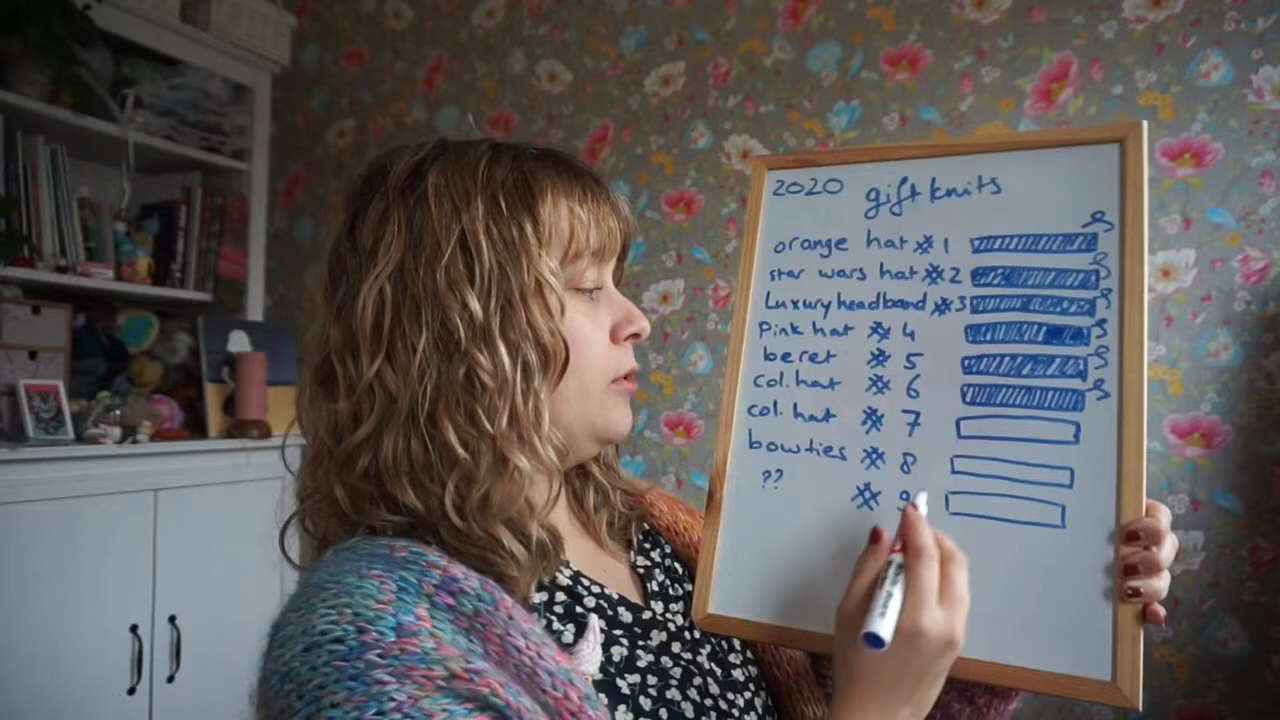 2020 gift knits
orange hat #1
star wars hat #2
Luxury headband #3
Pink hat #4
beret #5
col. hat #6
col. hat #7
bowties #8
?? #9